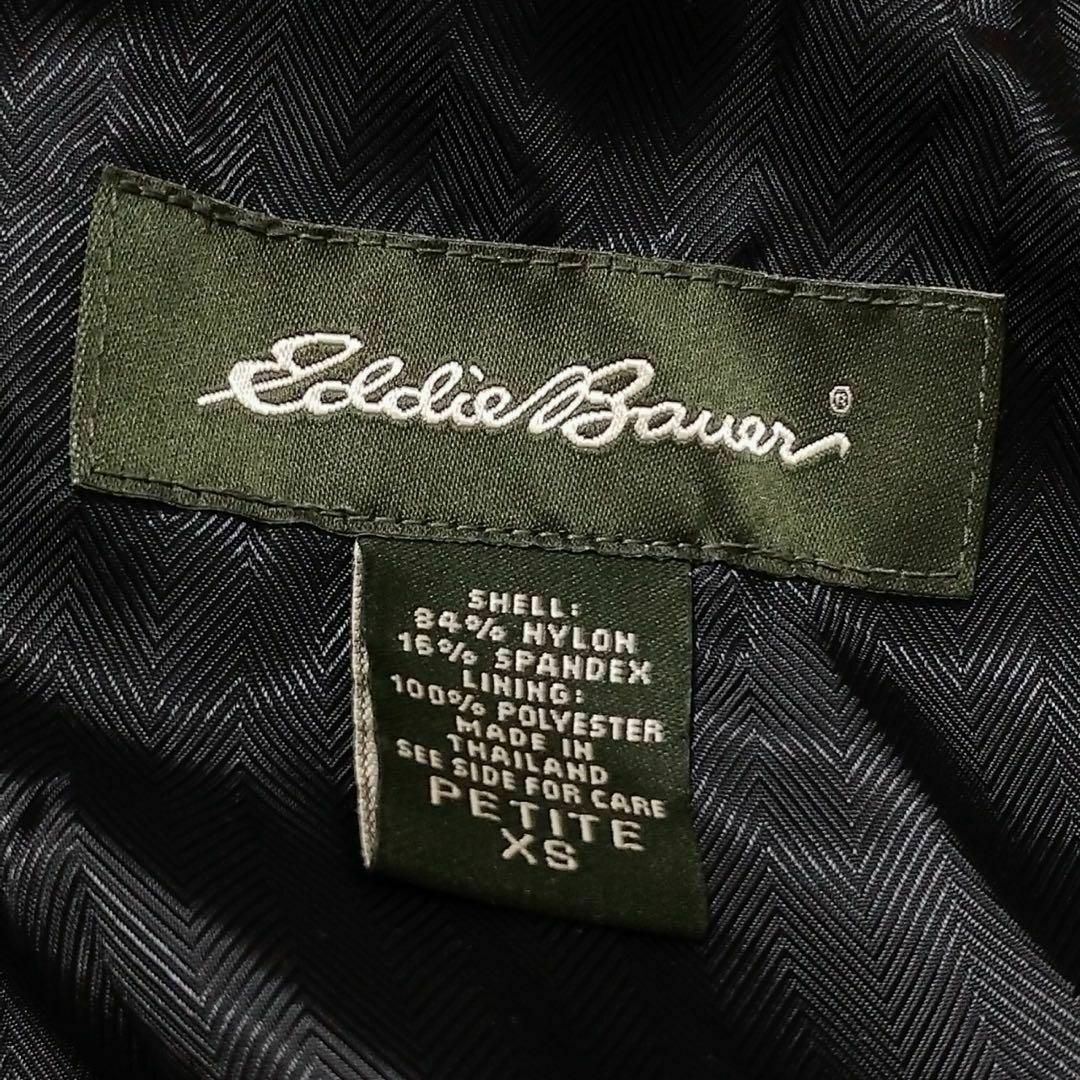 Eddie Bauer ®
SHELL:
84% NYLON
16% SPANDEX
LINING:
100% POLYESTER
MADE IN
THAILAND
SEE SIDE FOR CARE
PETITE
XS